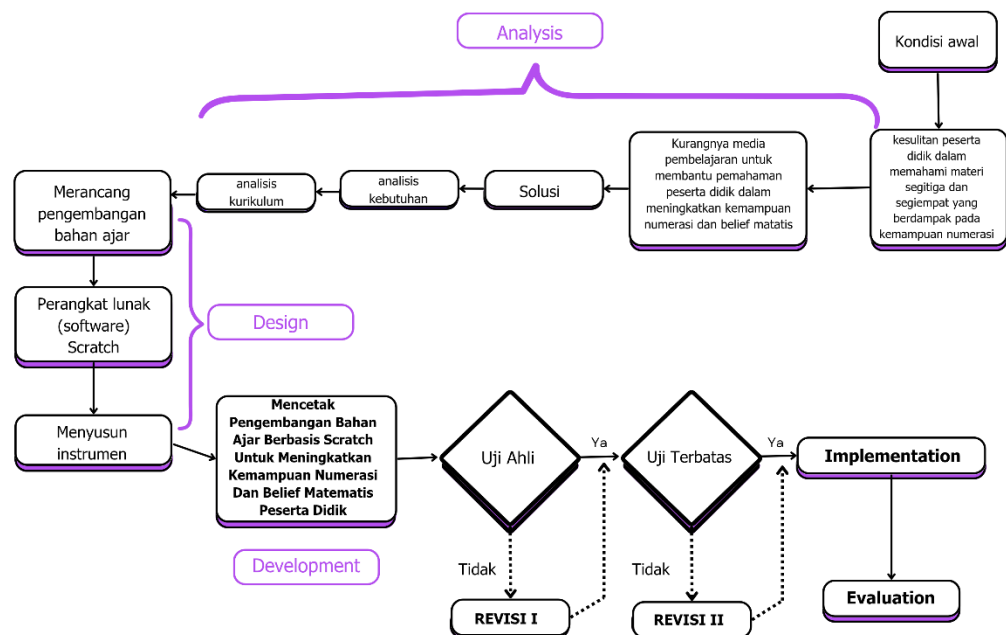 Analysis
Kondisi awal
kesulitan peserta
didik dalam
memahami materi
segitiga dan
segiempat yang
berdampak pada
kemampuan numerasi
Kurangnya media
pembelajaran untuk
membantu pemahaman
peserta didik dalam
meningkatkan kemampuan
numerasi dan belief matatis
Solusi
analisis
kebutuhan
analisis
kurikulum
Merancang
pengembangan
bahan ajar
Perangkat lunak
(software)
Scratch
Design
Menyusun
instrumen
Mencetak
Pengembangan Bahan
Ajar Berbasis Scratch
Untuk Meningkatkan
Kemampuan Numerasi
Dan Belief Matematis
Peserta Didik
Development
Uji Ahli
Ya
Tidak
REVISI I
Uji Terbatas
Ya
Tidak
REVISI II
Implementation
Evaluation